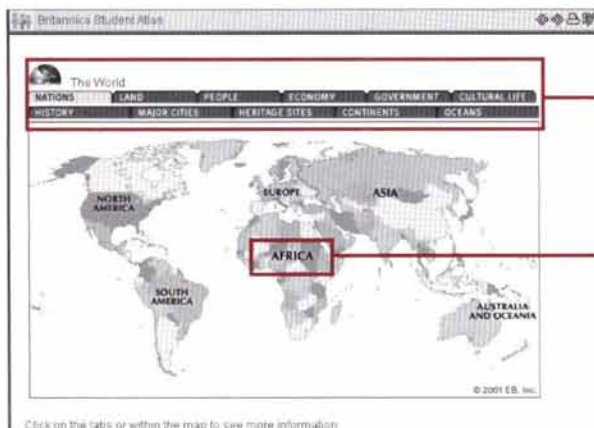 Britannica Student Atlas
The World
NATIONS LAND PEOPLE ECONOMY GOVERNMENT CULTURAL LIFE
HISTORY MAJOR CITIES HERITAGE SITES CONTINENTS OCEANS
NORTH AMERICA
EUROPE
ASIA
AFRICA
SOUTH AMERICA
AUSTRALIA AND OCEANIA
© 2001 EB, Inc.
Click on the tabs or within the map to see more information